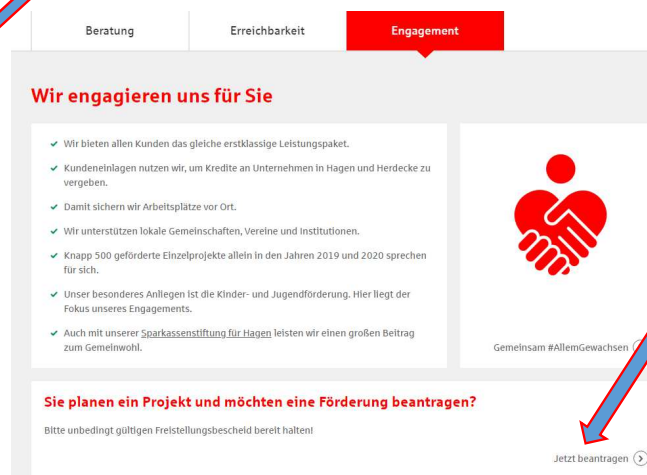 Beratung
Erreichbarkeit
Engagement
Wir engagieren uns für Sie
Wir bieten allen Kunden das gleiche erstklassige Leistungspaket.
Kundeneinlagen nutzen wir, um Kredite an Unternehmen in Hagen und Herdecke zu
vergeben.
Damit sichern wir Arbeitsplätze vor Ort.
Wir unterstützen lokale Gemeinschaften, Vereine und Institutionen.
Knapp 500 geförderte Einzelprojekte allein in den Jahren 2019 und 2020 sprechen
für sich.
Unser besonderes Anliegen ist die Kinder- und Jugendförderung. Hier liegt der
Fokus unseres Engagements.
Auch mit unserer Sparkassenstiftung für Hagen leisten wir einen großen Beitrag
zum Gemeinwohl.
Gemeinsam #AllemGewachsen
Sie planen ein Projekt und möchten eine Förderung beantragen?
Bitte unbedingt gültigen Freistellungsbescheid bereit halten!
Jetzt beantragen